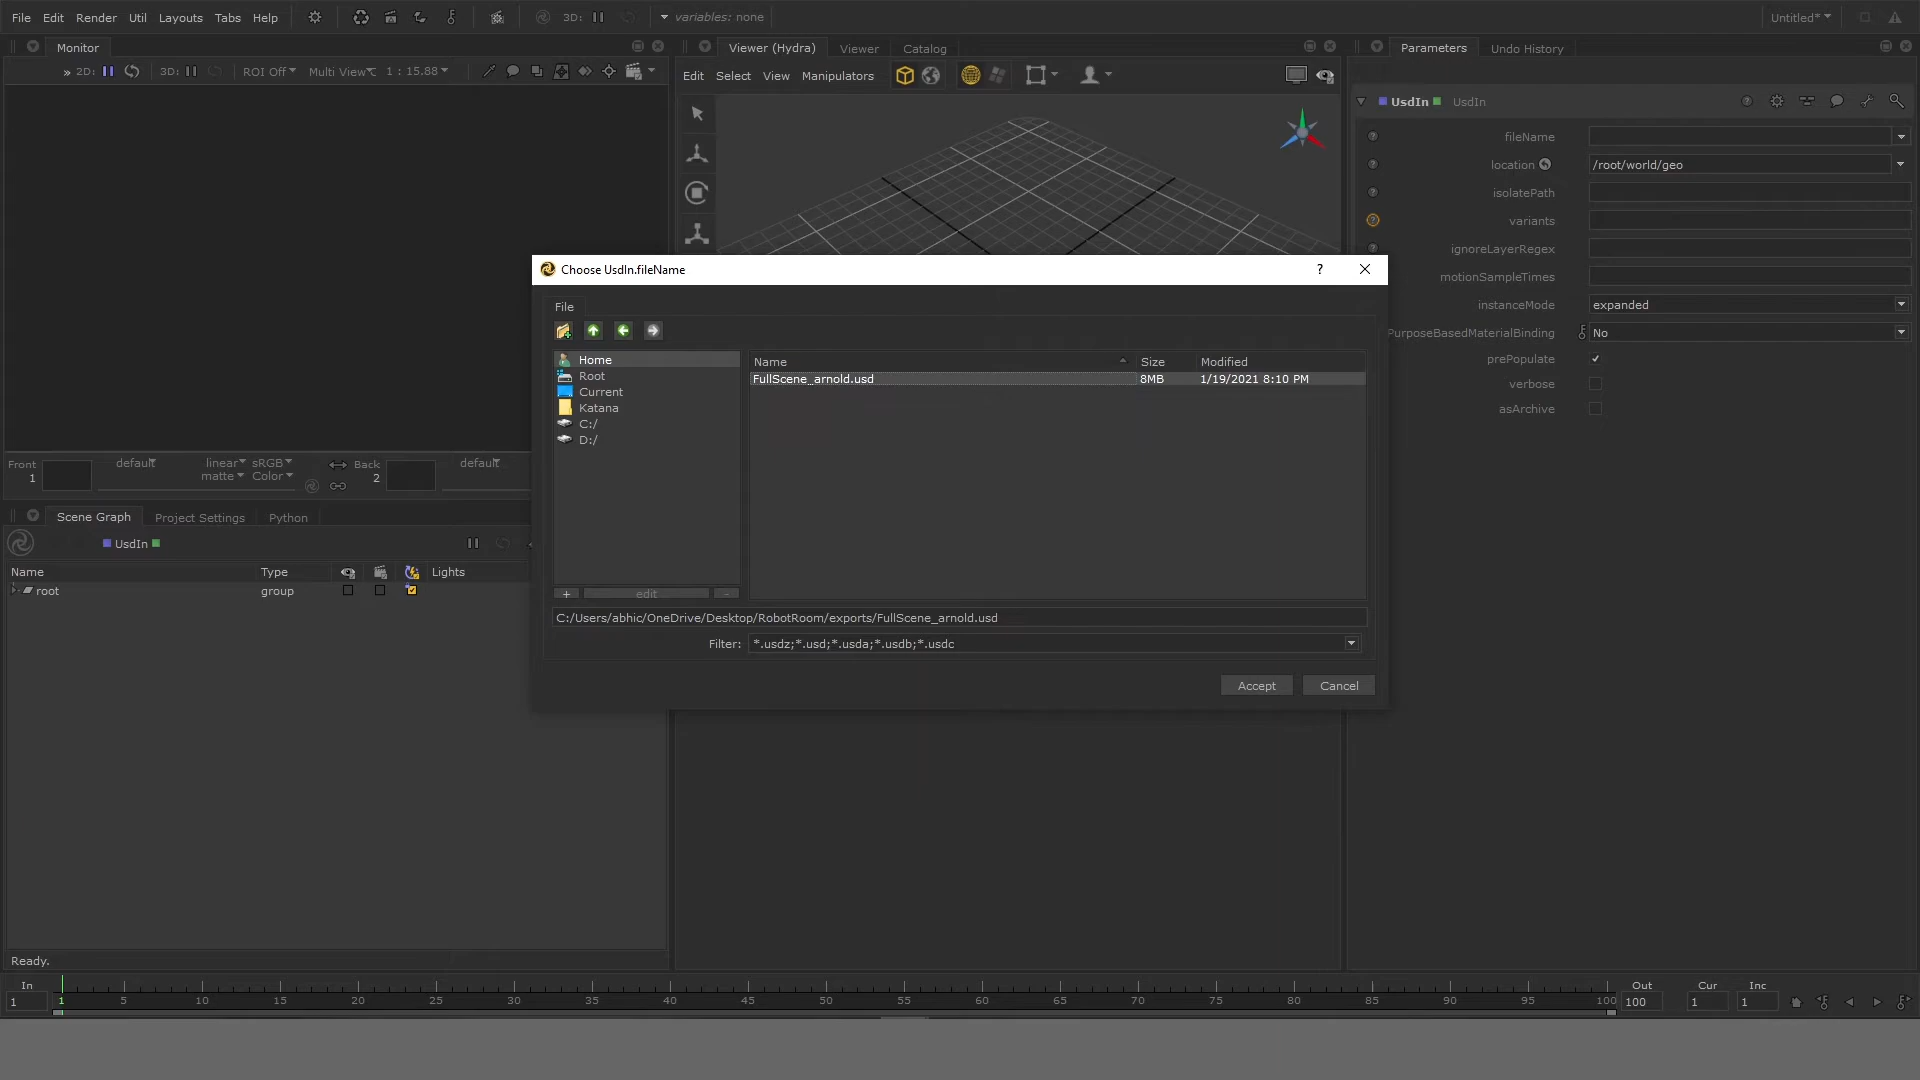 File Edit Render Util Layouts Tabs Help 3D: variables: none Untitled*
Monitor
2D: 3D: ROI Off Multi View 1 : 15.88
Viewer (Hydra) Viewer Catalog
Edit Select View Manipulators
Parameters Undo History
UsdIn UsdIn
fileName
location /root/world/geo
isolatePath
variants
ignoreLayerRegex
motionSampleTimes
instanceMode expanded
PurposeBasedMaterialBinding No
prePopulate
verbose
asArchive
Choose UsdIn.fileName ?
File
Home
Root
Current
Katana
C:/
D:/
+ edit -
Name Size Modified
FullScene_arnold.usd 8MB 1/19/2021 8:10 PM
C:/Users/abhic/OneDrive/Desktop/RobotRoom/exports/FullScene_arnold.usd
Filter: *.usdz;*.usd;*.usda;*.usdb;*.usdc
Accept Cancel
Front default linear sRGB Back default
1 matte Color 2
Scene Graph Project Settings Python
UsdIn
Name Type Lights
root group
Ready.
In Out Cur Inc
1 1 5 10 15 20 25 30 35 40 45 50 55 60 65 70 75 80 85 90 95 100 100 1 1